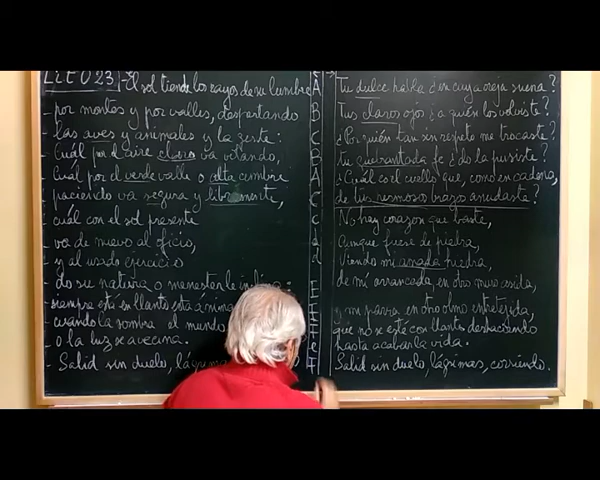 LITO 23 - El sol tiende los rayos de su lumbre
- por montes y por valles, despertando
- las aves y animales y la gente:
- Cuál por el aire claro va volando,
cuál por el verde valle o alta cumbre
paciendo va segura y libremente,
cuál con el sol presente
- va de nuevo al oficio,
- y al usado ejercicio
- do su natura o menester le inclina:
- siempre está en llanto esta ánima
- cuando la sombra el mundo
- o la luz se avecina.
- Salid sin duelo, lágrimas
A
B
C
B
A
C
c
d
d
E
E
F
e
F
Tu dulce habla ¿en cuya oreja suena?
Tus claros ojos ¿a quién los volviste?
¿Por quién tan sin respeto me trocaste?
tu quebrantada fe ¿do la pusiste?
¿Cuál es el cuello que, como en cadena,
de tus hermosos brazos anudaste?
No hay corazón que baste,
aunque fuese de piedra,
Viendo mi amada hiedra,
de mí arrancada, en otro muro asida,
y mi parra en otro olmo entretejida,
que no se esté con llanto deshaciendo
hasta acabar la vida.
Salid sin duelo, lágrimas, corriendo.